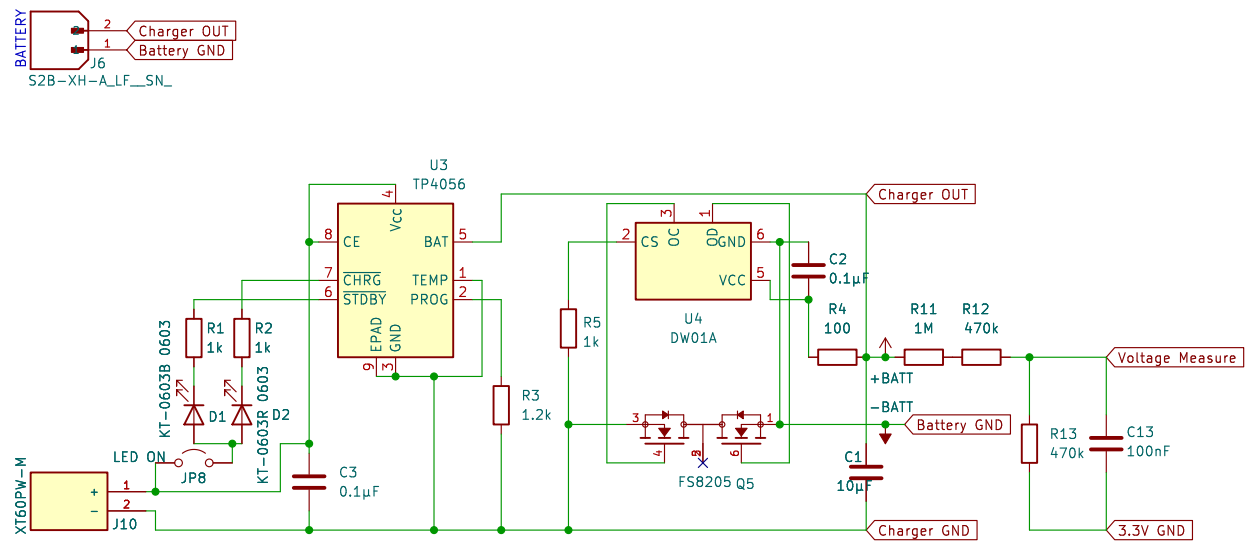 BATTERY
2
Charger OUT
1
Battery GND
J6
S2B-XH-A_LF__SN_
U3
TP4056
4
Vcc
8
CE
BAT
5
7
CHRG
TEMP
1
6
STDBY
PROG
2
EPAD
GND
9
3
3
1
OC
OD
2
CS
GND
6
VCC
5
U4
DW01A
C2
0.1µF
Charger OUT
R4
100
R11
1M
R12
470k
Voltage Measure
+BATT
-BATT
Battery GND
R5
1k
R1
1k
R2
1k
KT-0603B 0603
KT-0603R 0603
D1
D2
R3
1.2k
3
4
1
6
FS8205
Q5
C1
10µF
R13
470k
C13
100nF
LED ON
JP8
C3
0.1µF
XT60PW-M
+
1
-
2
J10
Charger GND
3.3V GND